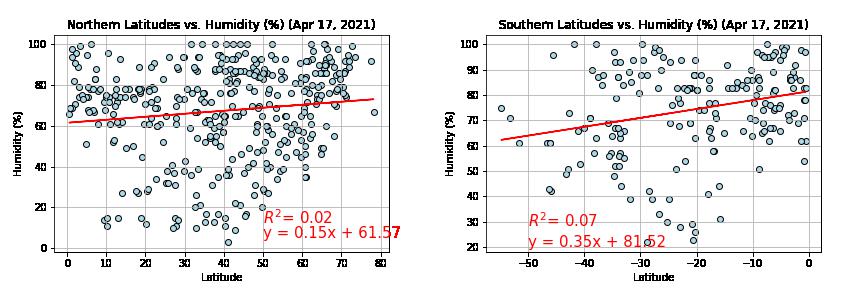 Northern Latitudes vs. Humidity (%) (Apr 17, 2021)
Humidity (%)
100
80
60
40
20
0
R²= 0.02
y = 0.15x + 61.57
0 10 20 30 40 50 60 70 80
Latitude
Southern Latitudes vs. Humidity (%) (Apr 17, 2021)
Humidity (%)
100
90
80
70
60
50
40
30
20
R²= 0.07
y = 0.35x + 81.52
−50 −40 −30 −20 −10 0
Latitude